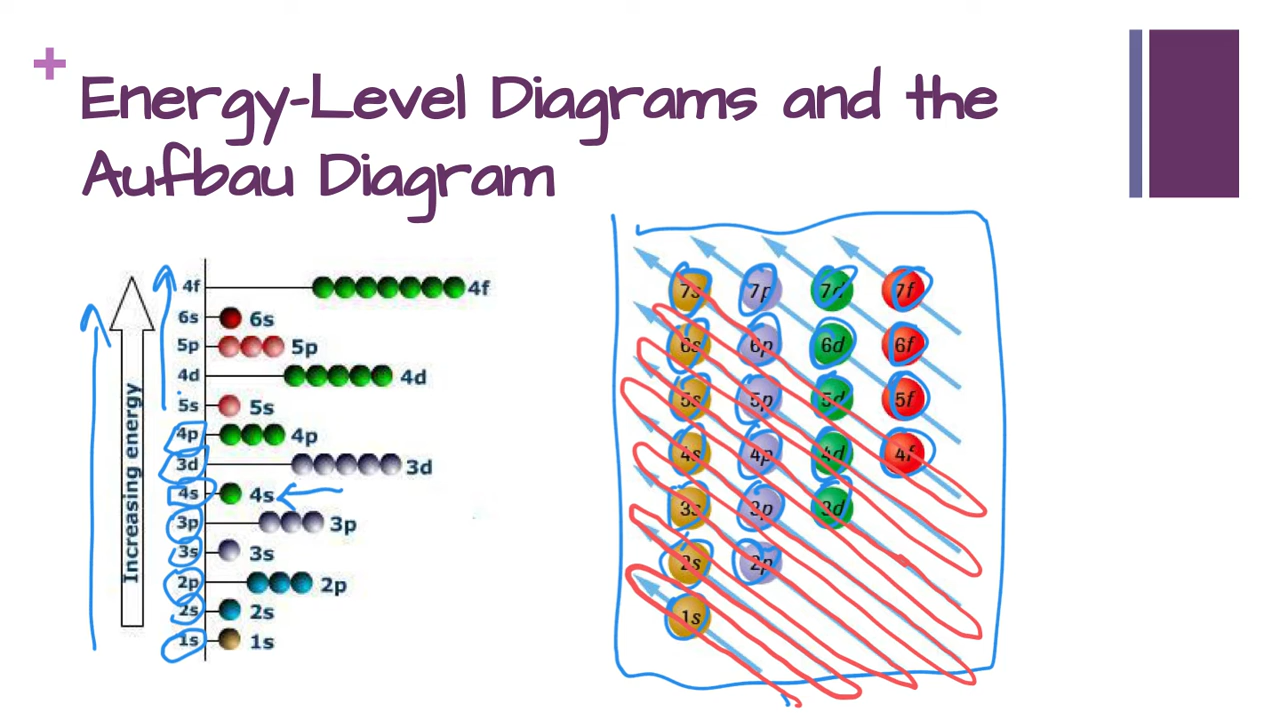 +
Energy-Level Diagrams and the
Aufbau Diagram
Increasing energy
4f 4f
6s 6s
5p 5p
4d 4d
5s 5s
4p 4p
3d 3d
4s 4s
3p 3p
3s 3s
2p 2p
2s 2s
1s 1s
7s 7p 7d 7f
6s 6p 6d 6f
5s 5p 5d 5f
4s 4p 4d 4f
3s 3p 3d
2s 2p
1s